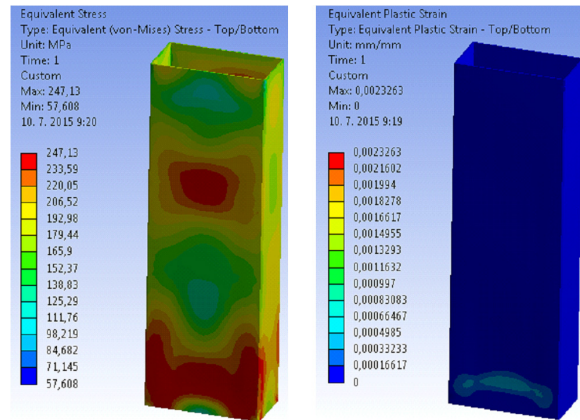 Equivalent Stress
Type: Equivalent (von-Mises) Stress - Top/Bottom
Unit: MPa
Time: 1
Custom
Max: 247,13
Min: 57,608
10. 7. 2015 9:20
247,13
233,59
220,05
206,52
192,98
179,44
165,9
152,37
138,83
125,29
111,76
98,219
84,682
71,145
57,608
Equivalent Plastic Strain
Type: Equivalent Plastic Strain - Top/Bottom
Unit: mm/mm
Time: 1
Custom
Max: 0,0023263
Min: 0
10. 7. 2015 9:19
0,0023263
0,0021602
0,001994
0,0018278
0,0016617
0,0014955
0,0013293
0,0011632
0,000997
0,00083083
0,00066467
0,0004985
0,00033233
0,00016617
0